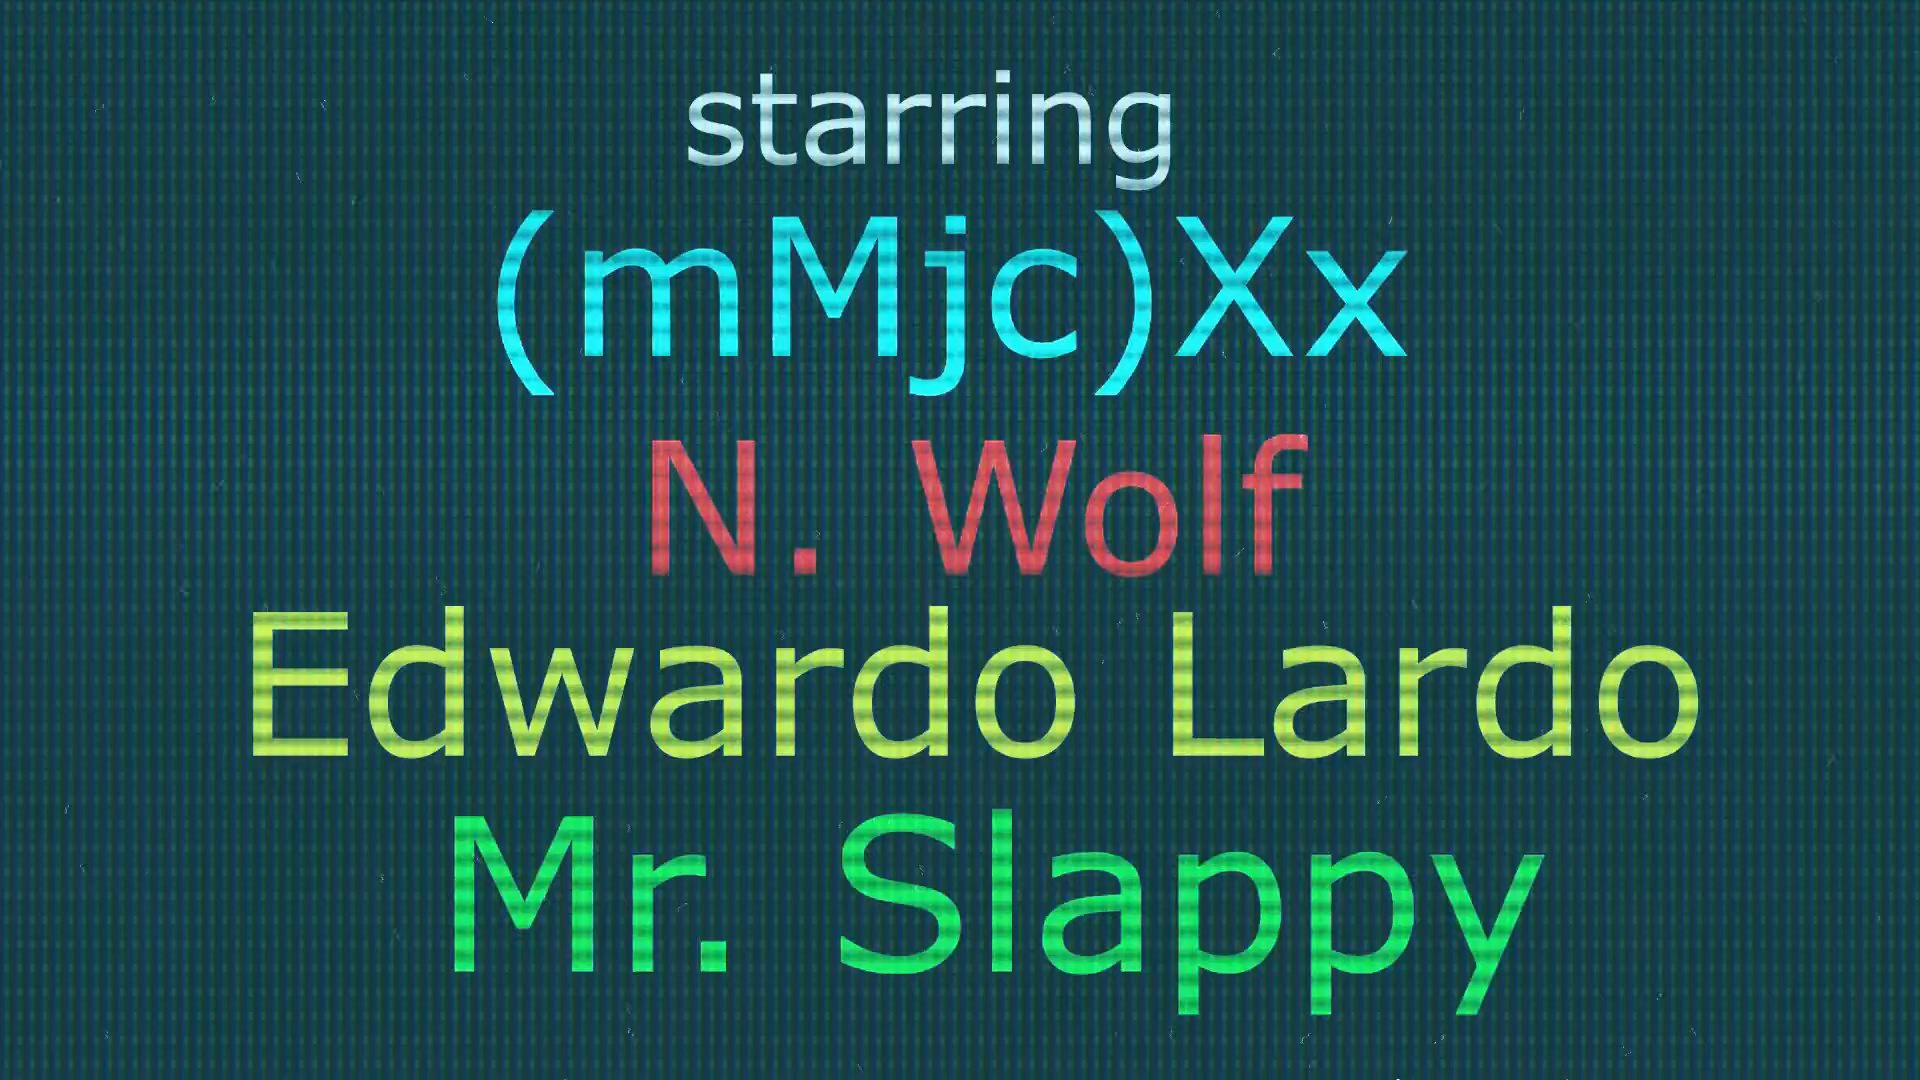 starring
(mMjc)Xx
N. Wolf
Edwardo Lardo
Mr. Slappy